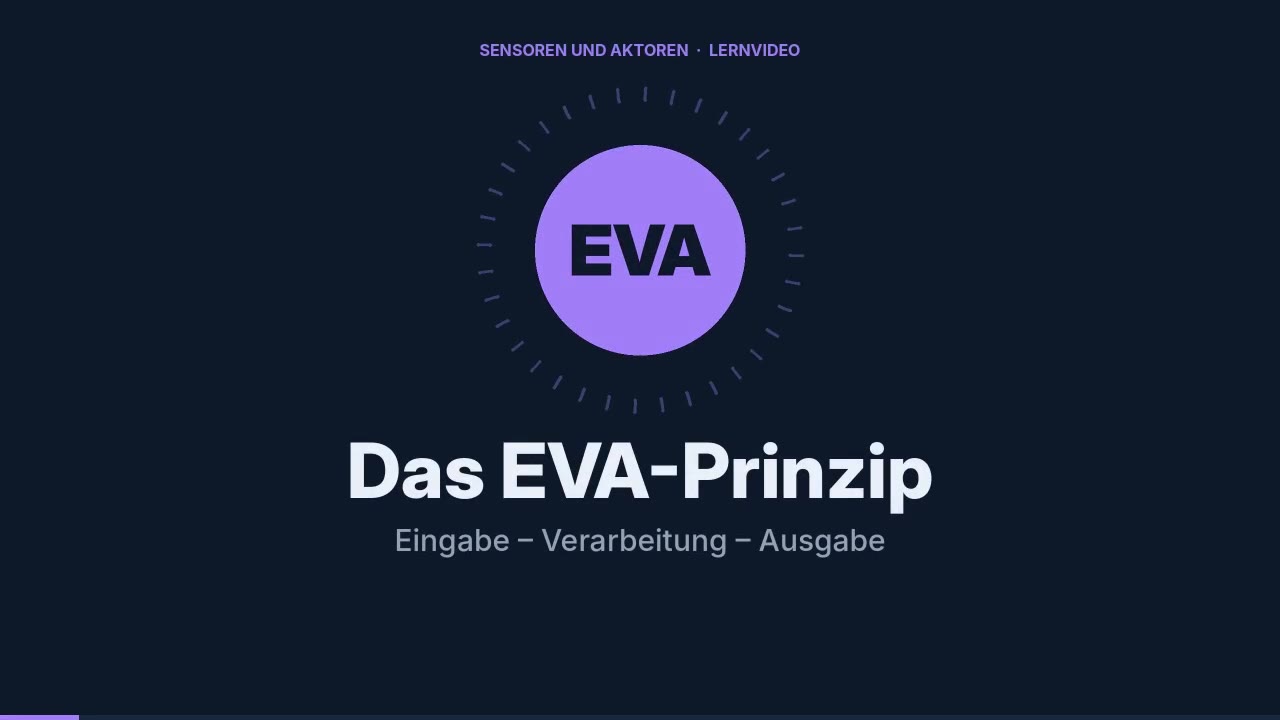 SENSOREN UND AKTOREN · LERNVIDEO
EVA
Das EVA-Prinzip
Eingabe – Verarbeitung – Ausgabe